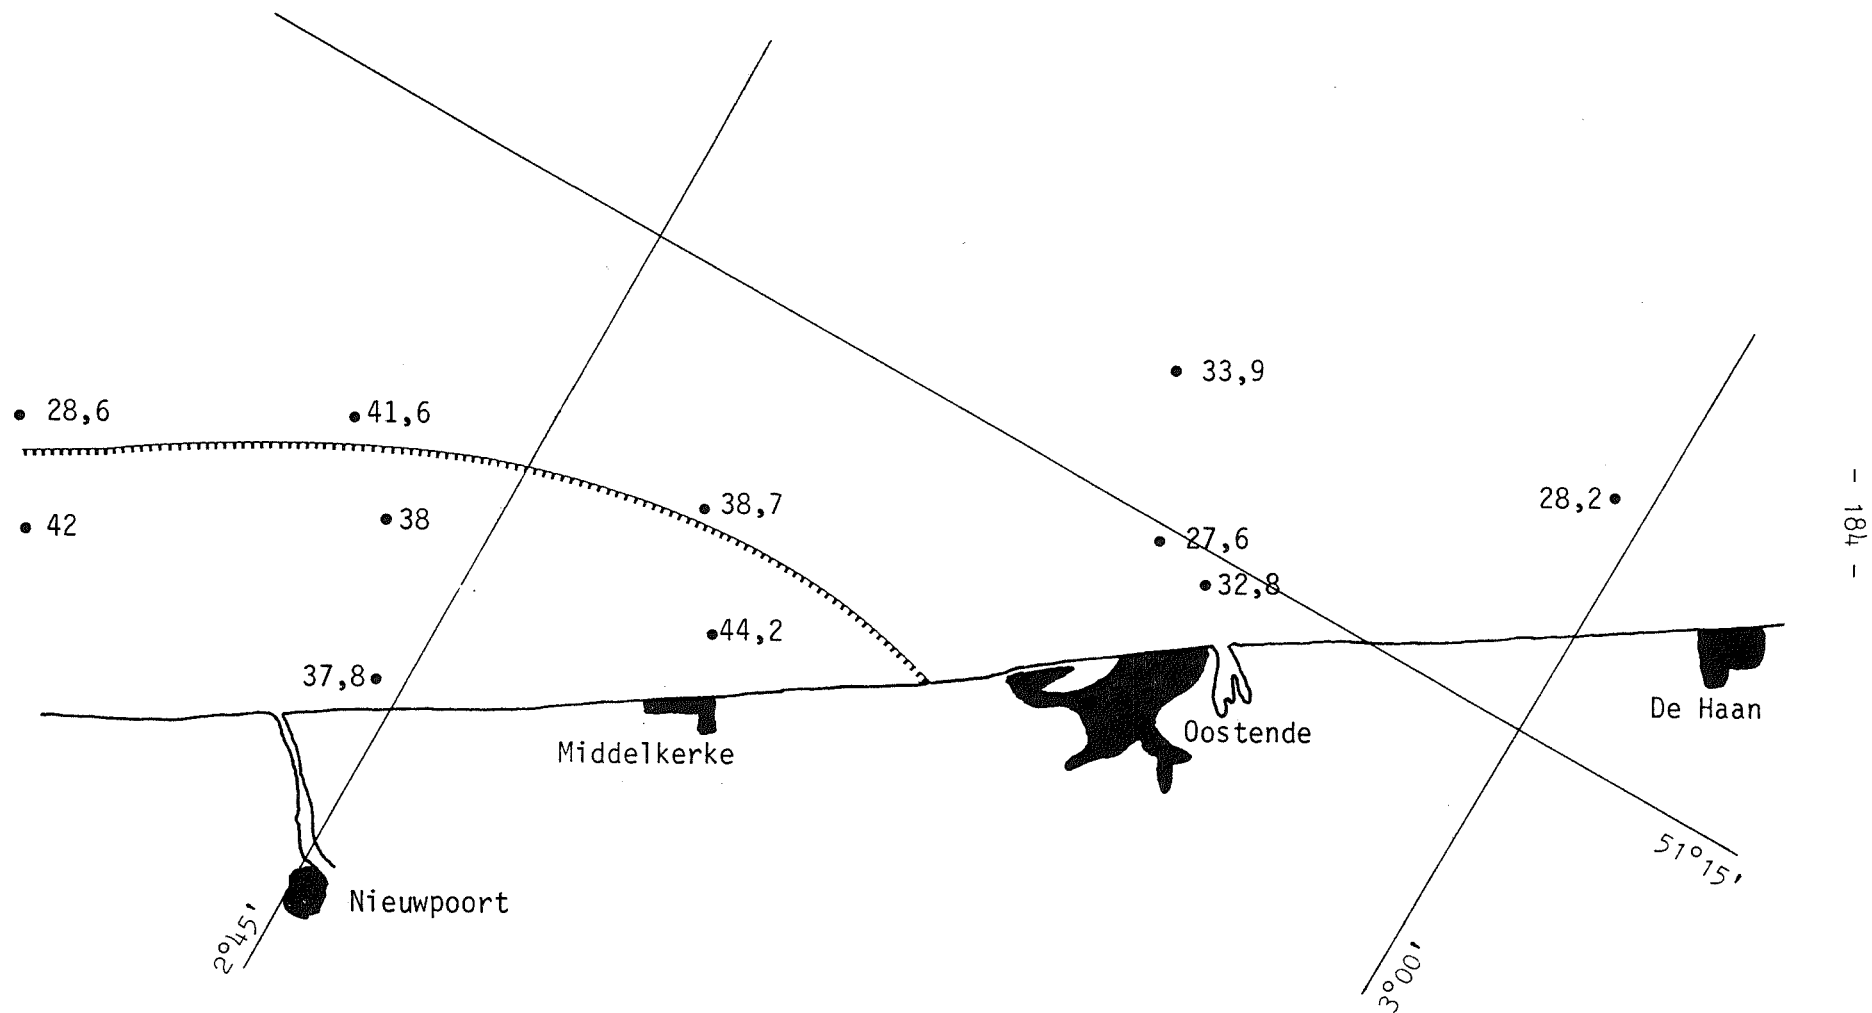 33,9
28,6
41,6
28,2
38,7
42
38
27,6
32,8
44,2
37,8
De Haan
Oostende
Middelkerke
51°15'
Nieuwpoort
2°45'
3°00'
- 184 -